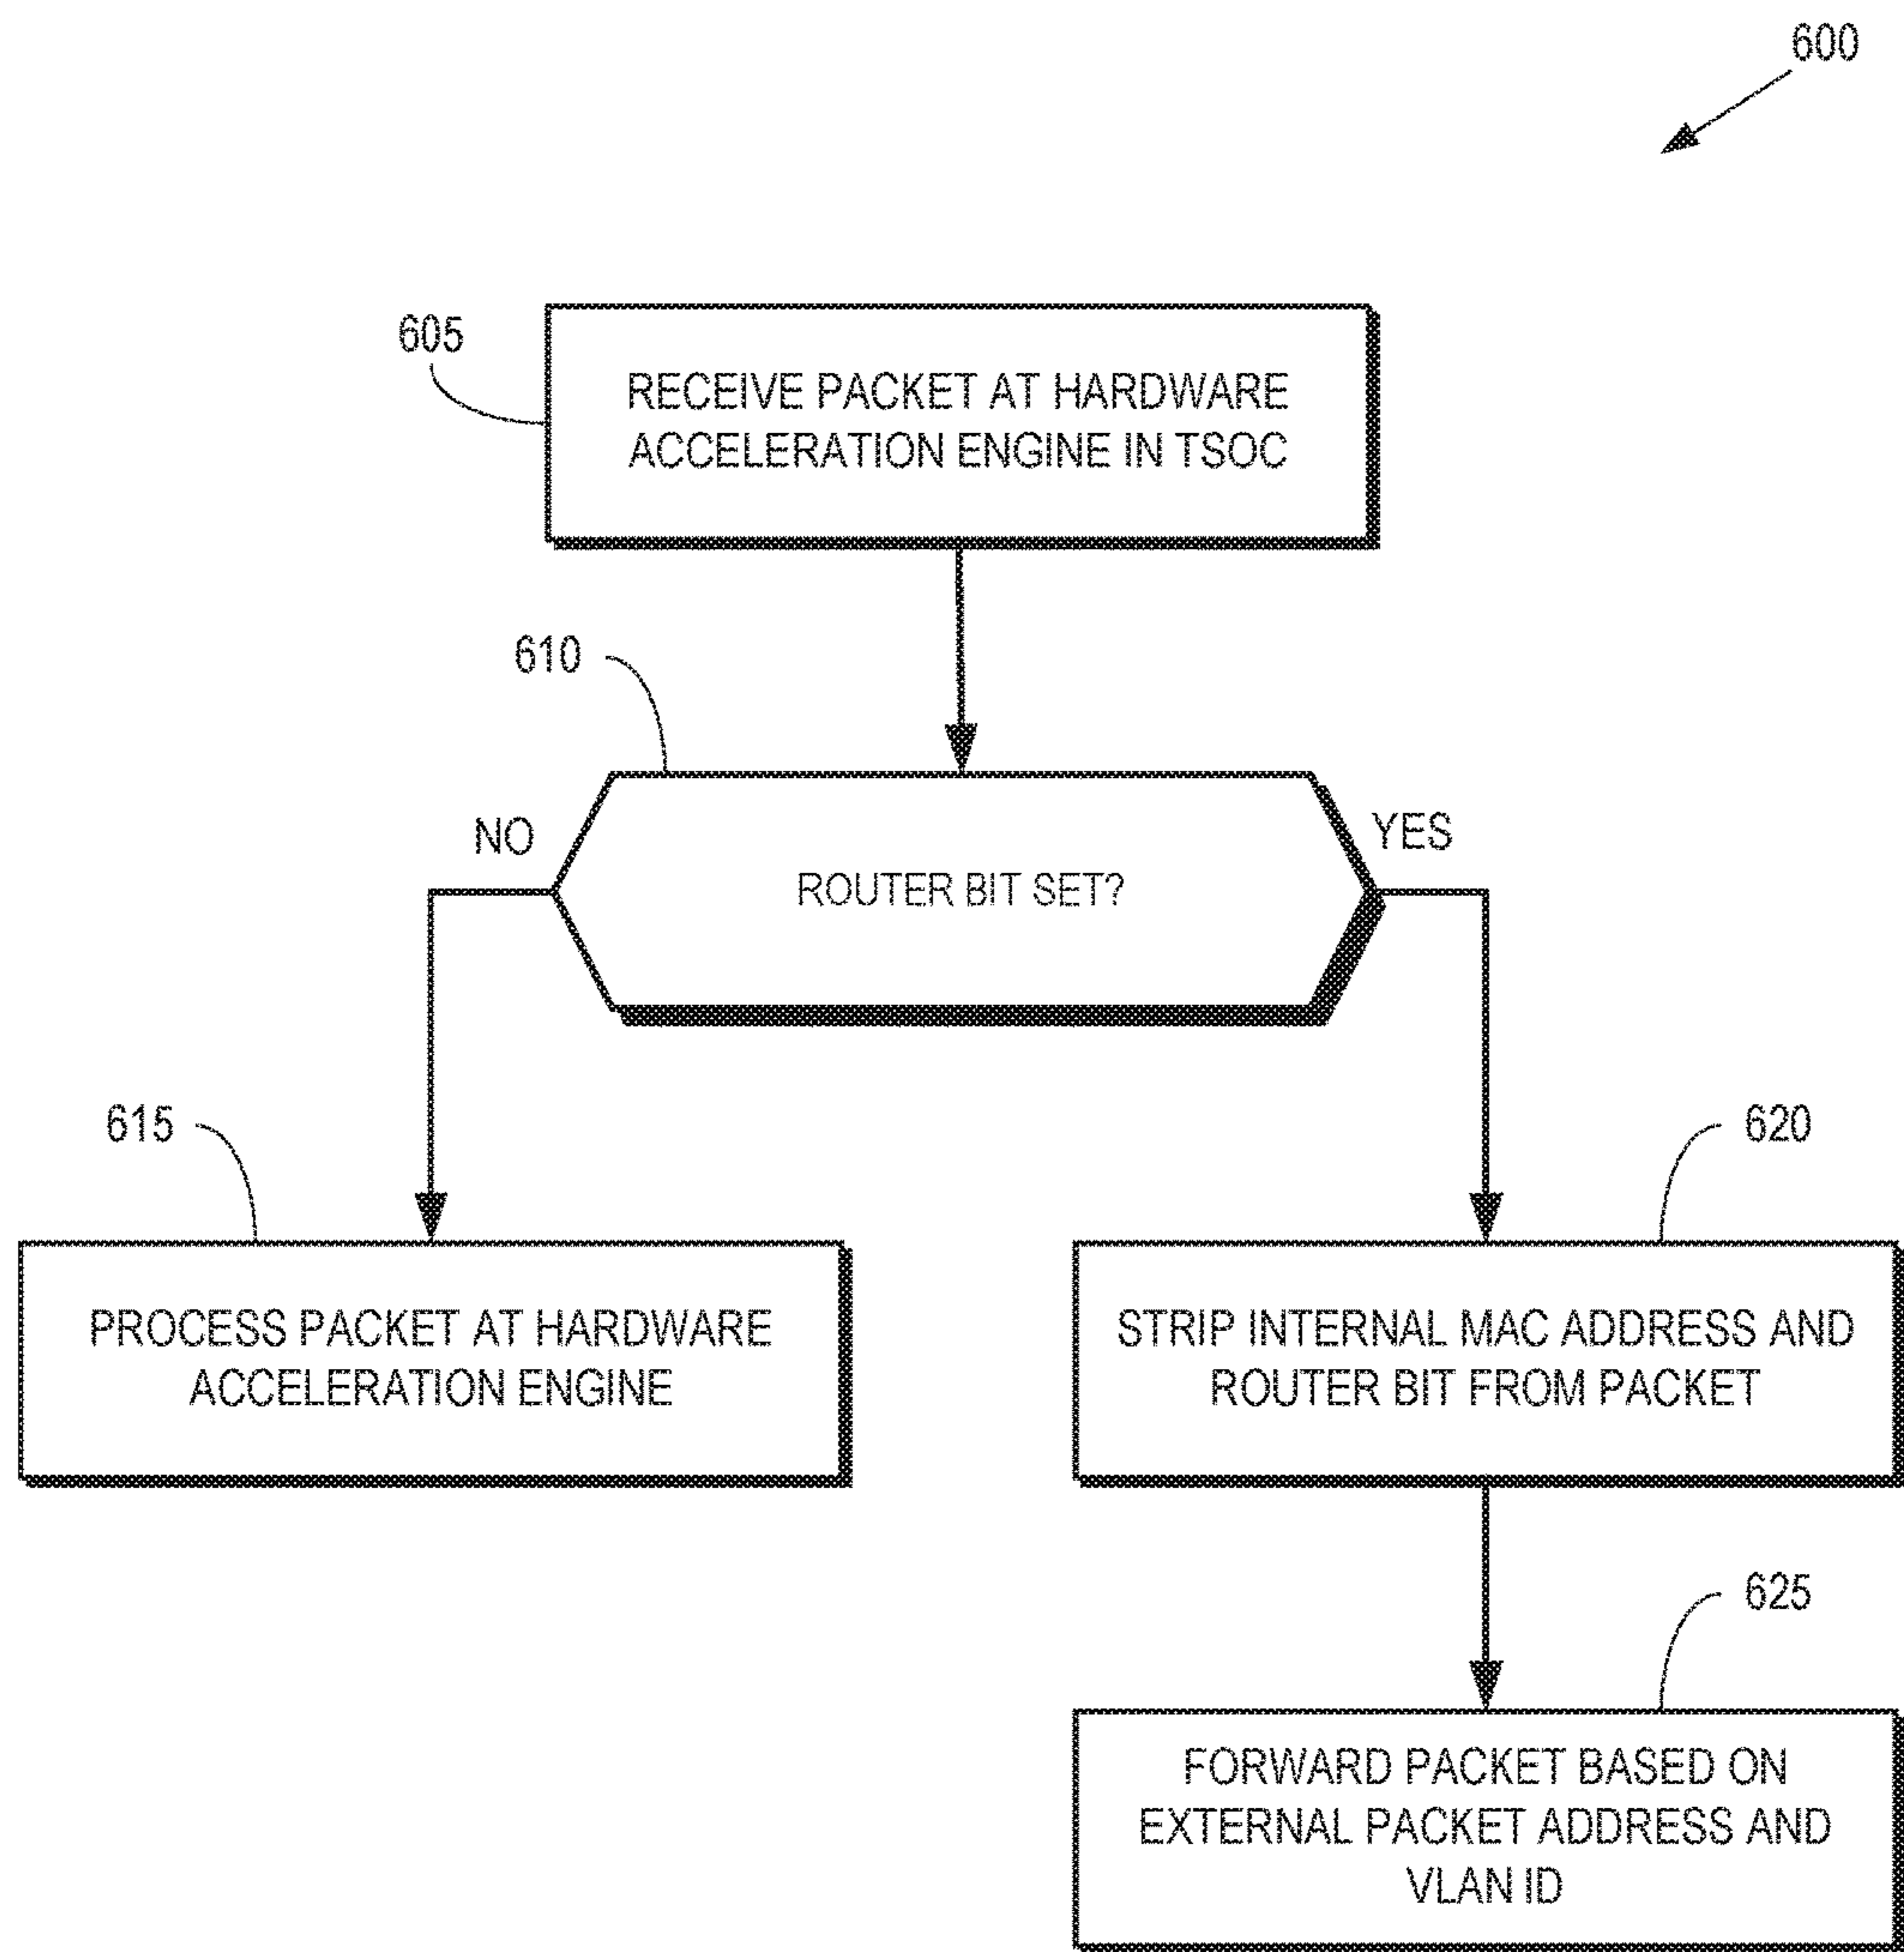 600
605
RECEIVE PACKET AT HARDWARE
ACCELERATION ENGINE IN TSOC
610
NO
YES
ROUTER BIT SET?
615
620
PROCESS PACKET AT HARDWARE
ACCELERATION ENGINE
STRIP INTERNAL MAC ADDRESS AND
ROUTER BIT FROM PACKET
625
FORWARD PACKET BASED ON
EXTERNAL PACKET ADDRESS AND
VLAN ID